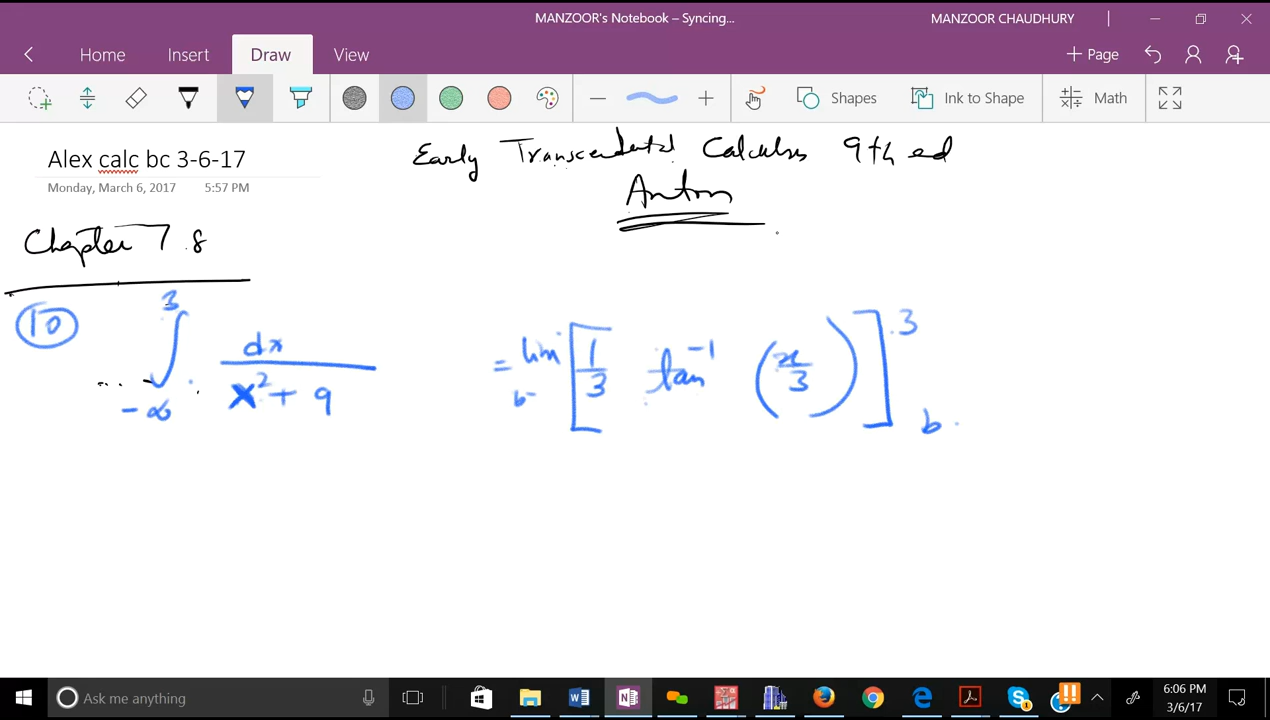 MANZOOR's Notebook – Syncing...
MANZOOR CHAUDHURY
Home Insert Draw View
Page
Shapes Ink to Shape Math
Alex calc bc 3-6-17
Monday, March 6, 2017 5:57 PM
Early Transcendental Calculus 9th ed
Anton
Chapter 7.8
(10) ∫_{-∞}^{3} dx / (x² + 9) = lim_{b-} [1/3 tan⁻¹ (x/3)]_{b}^{3}
Ask me anything
6:06 PM
3/6/17